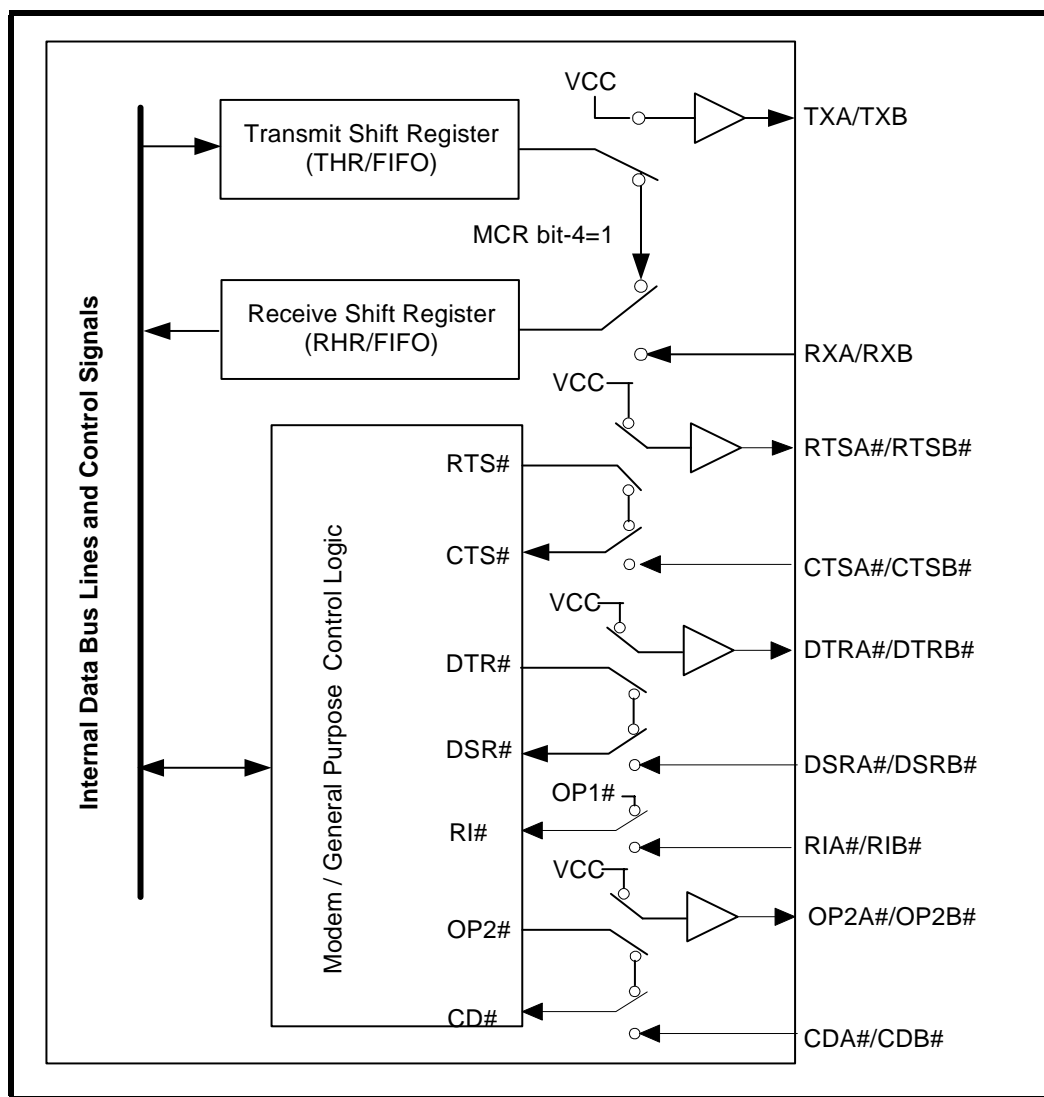 VCC
TXA/TXB
Transmit Shift Register
(THR/FIFO)
MCR bit-4=1
Receive Shift Register
(RHR/FIFO)
RXA/RXB
VCC
RTSA#/RTSB#
RTS#
CTS#
CTSA#/CTSB#
VCC
DTRA#/DTRB#
DTR#
DSR#
DSRA#/DSRB#
OP1#
RI#
RIA#/RIB#
VCC
OP2A#/OP2B#
OP2#
CD#
CDA#/CDB#
Internal Data Bus Lines and Control Signals
Modem / General Purpose Control Logic